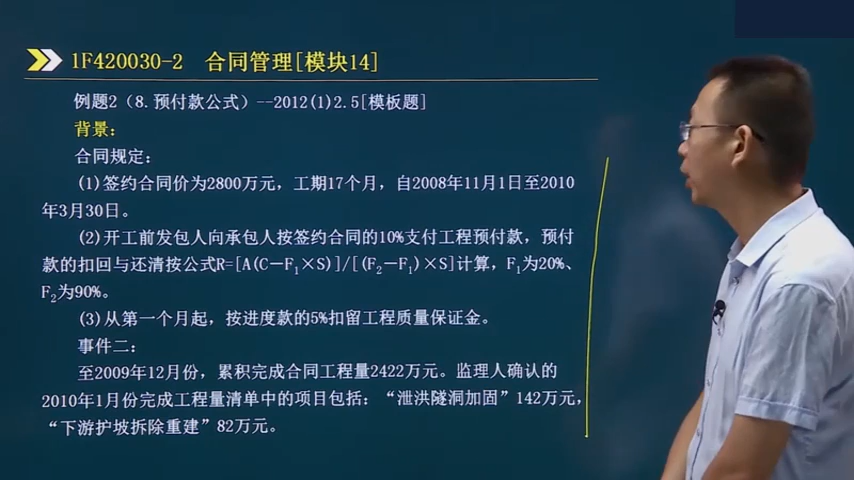 1F420030-2 合同管理[模块14]
例题2（8.预付款公式）--2012(1)2.5[模板题]
背景：
合同规定：
(1)签约合同价为2800万元，工期17个月，自2008年11月1日至2010
年3月30日。
(2)开工前发包人向承包人按签约合同的10%支付工程预付款，预付
款的扣回与还清按公式R=[A(C－F₁×S)]/[(F₂－F₁)×S]计算，F₁为20%、
F₂为90%。
(3)从第一个月起，按进度款的5%扣留工程质量保证金。
事件二：
至2009年12月份，累积完成合同工程量2422万元。监理人确认的
2010年1月份完成工程量清单中的项目包括：“泄洪隧洞加固”142万元，
“下游护坡拆除重建”82万元。